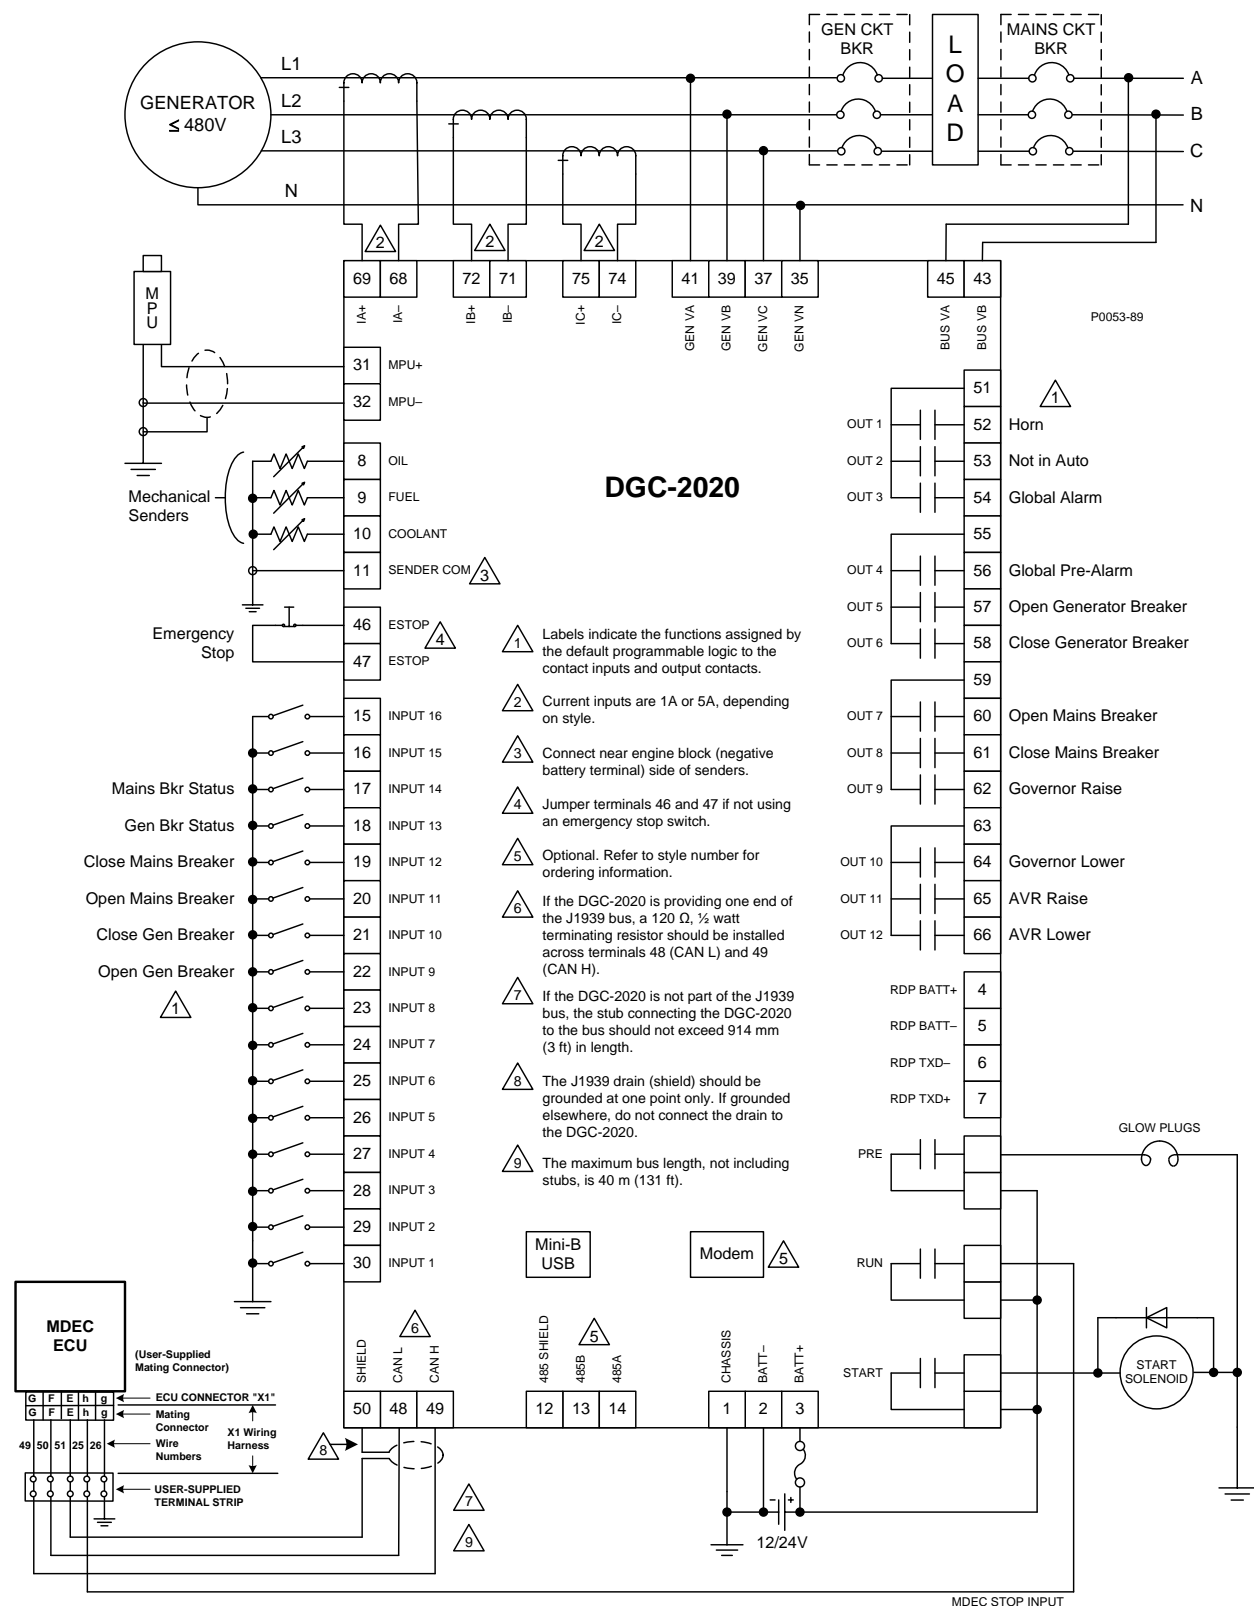 GEN CKT
BKR
LOAD
MAINS CKT
BKR
GENERATOR
≤ 480V
L1
L2
L3
N
A
B
C
N
2
2
2
69
68
72
71
75
74
41
39
37
35
45
43
IA+
IA–
IB+
IB–
IC+
IC–
GEN VA
GEN VB
GEN VC
GEN VN
BUS VA
BUS VB
P0053-89
MPU
31 MPU+
32 MPU–
Mechanical
Senders
8 OIL
9 FUEL
10 COOLANT
11 SENDER COM
3
Emergency
Stop
46 ESTOP
47 ESTOP
4
DGC-2020
15 INPUT 16
16 INPUT 15
Mains Bkr Status 17 INPUT 14
Gen Bkr Status 18 INPUT 13
Close Mains Breaker 19 INPUT 12
Open Mains Breaker 20 INPUT 11
Close Gen Breaker 21 INPUT 10
Open Gen Breaker 22 INPUT 9
1
23 INPUT 8
24 INPUT 7
25 INPUT 6
26 INPUT 5
27 INPUT 4
28 INPUT 3
29 INPUT 2
30 INPUT 1
1 Labels indicate the functions assigned by
the default programmable logic to the
contact inputs and output contacts.
2 Current inputs are 1A or 5A, depending
on style.
3 Connect near engine block (negative
battery terminal) side of senders.
4 Jumper terminals 46 and 47 if not using
an emergency stop switch.
5 Optional. Refer to style number for
ordering information.
6 If the DGC-2020 is providing one end of
the J1939 bus, a 120 Ω, ½ watt
terminating resistor should be installed
across terminals 48 (CAN L) and 49
(CAN H).
7 If the DGC-2020 is not part of the J1939
bus, the stub connecting the DGC-2020
to the bus should not exceed 914 mm
(3 ft) in length.
8 The J1939 drain (shield) should be
grounded at one point only. If grounded
elsewhere, do not connect the drain to
the DGC-2020.
9 The maximum bus length, not including
stubs, is 40 m (131 ft).
51
1
OUT 1 52 Horn
OUT 2 53 Not in Auto
OUT 3 54 Global Alarm
55
OUT 4 56 Global Pre-Alarm
OUT 5 57 Open Generator Breaker
OUT 6 58 Close Generator Breaker
59
OUT 7 60 Open Mains Breaker
OUT 8 61 Close Mains Breaker
OUT 9 62 Governor Raise
63
OUT 10 64 Governor Lower
OUT 11 65 AVR Raise
OUT 12 66 AVR Lower
RDP BATT+ 4
RDP BATT– 5
RDP TXD– 6
RDP TXD+ 7
GLOW PLUGS
PRE
RUN
START
START
SOLENOID
Mini-B
USB
Modem
5
MDEC
ECU
(User-Supplied
Mating Connector)
G F E h g
G F E h g
ECU CONNECTOR "X1"
Mating
Connector
X1 Wiring
Harness
49 50 51 25 26
Wire
Numbers
USER-SUPPLIED
TERMINAL STRIP
SHIELD
CAN L
CAN H
6
485 SHIELD
485B
485A
5
CHASSIS
BATT–
BATT+
50
48
49
12
13
14
1
2
3
8
7
9
– +
12/24V
MDEC STOP INPUT